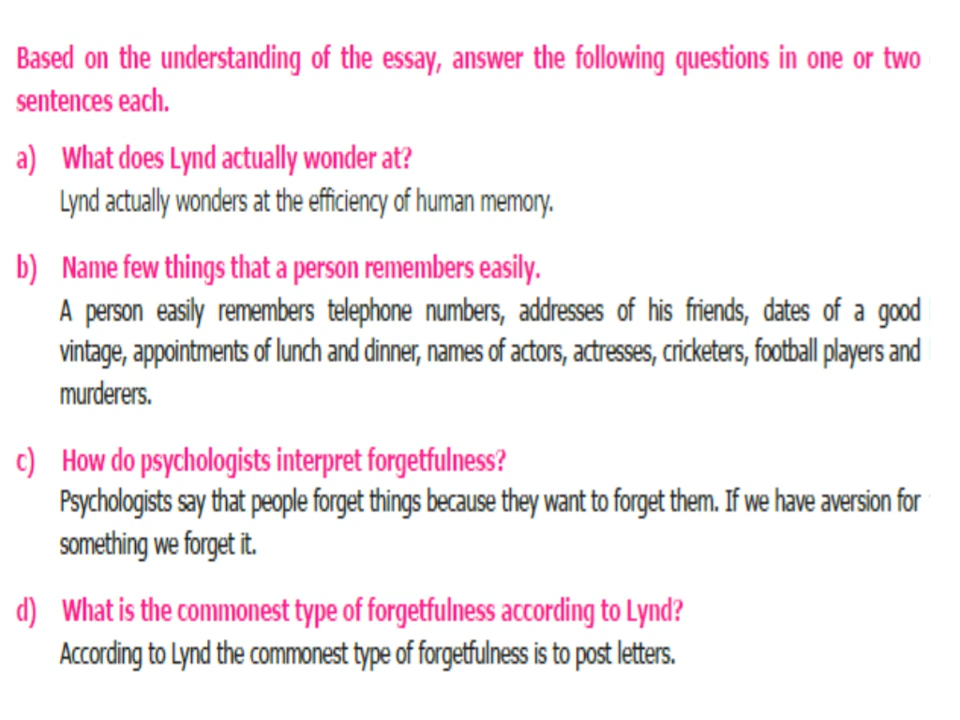 Based on the understanding of the essay, answer the following questions in one or two
sentences each.
a) What does Lynd actually wonder at?
Lynd actually wonders at the efficiency of human memory.
b) Name few things that a person remembers easily.
A person easily remembers telephone numbers, addresses of his friends, dates of a good
vintage, appointments of lunch and dinner, names of actors, actresses, cricketers, football players and
murderers.
c) How do psychologists interpret forgetfulness?
Psychologists say that people forget things because they want to forget them. If we have aversion for
something we forget it.
d) What is the commonest type of forgetfulness according to Lynd?
According to Lynd the commonest type of forgetfulness is to post letters.